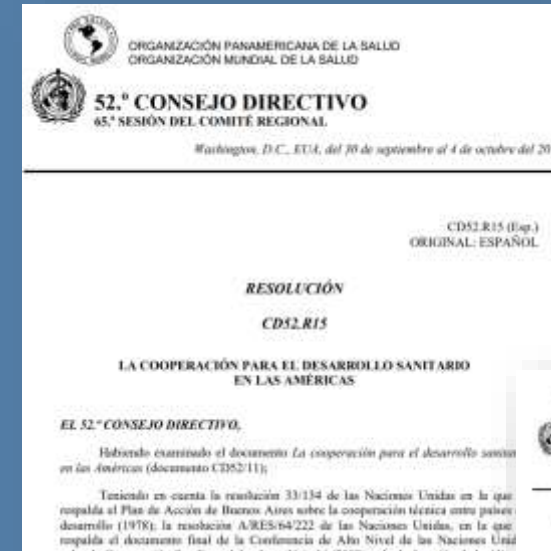 ORGANIZACIÓN PANAMERICANA DE LA SALUD
ORGANIZACIÓN MUNDIAL DE LA SALUD
52.º CONSEJO DIRECTIVO
65.ª SESIÓN DEL COMITÉ REGIONAL
Washington, D.C., EUA, del 30 de septiembre al 4 de octubre del 20
CD52.R15 (Esp.)
ORIGINAL: ESPAÑOL
RESOLUCIÓN
CD52.R15
LA COOPERACIÓN PARA EL DESARROLLO SANITARIO
EN LAS AMÉRICAS
EL 52.º CONSEJO DIRECTIVO,
Habiendo examinado el documento La cooperación para el desarrollo sanitar
en las Américas (documento CD52/11);
Teniendo en cuenta la resolución 33/134 de las Naciones Unidas en la que
respalda el Plan de Acción de Buenos Aires sobre la cooperación técnica entre países
desarrollo (1978); la resolución A/RES/64/222 de las Naciones Unidas, en la que
respalda el documento final de la Conferencia de Alto Nivel de las Naciones Unid